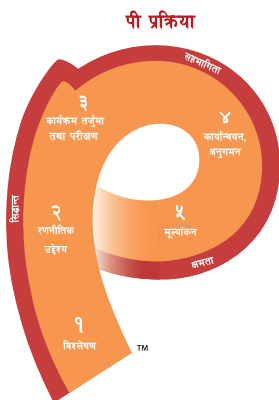 पी प्रक्रिया
सहभागिता
३
कार्यक्रम तर्जुमा
तथा परीक्षण
४
कार्यान्वयन,
अनुगमन
सिद्धान्त
२
रणनीतिक
उद्देश्य
५
मूल्यांकन
क्षमता
१
विश्लेषण
TM